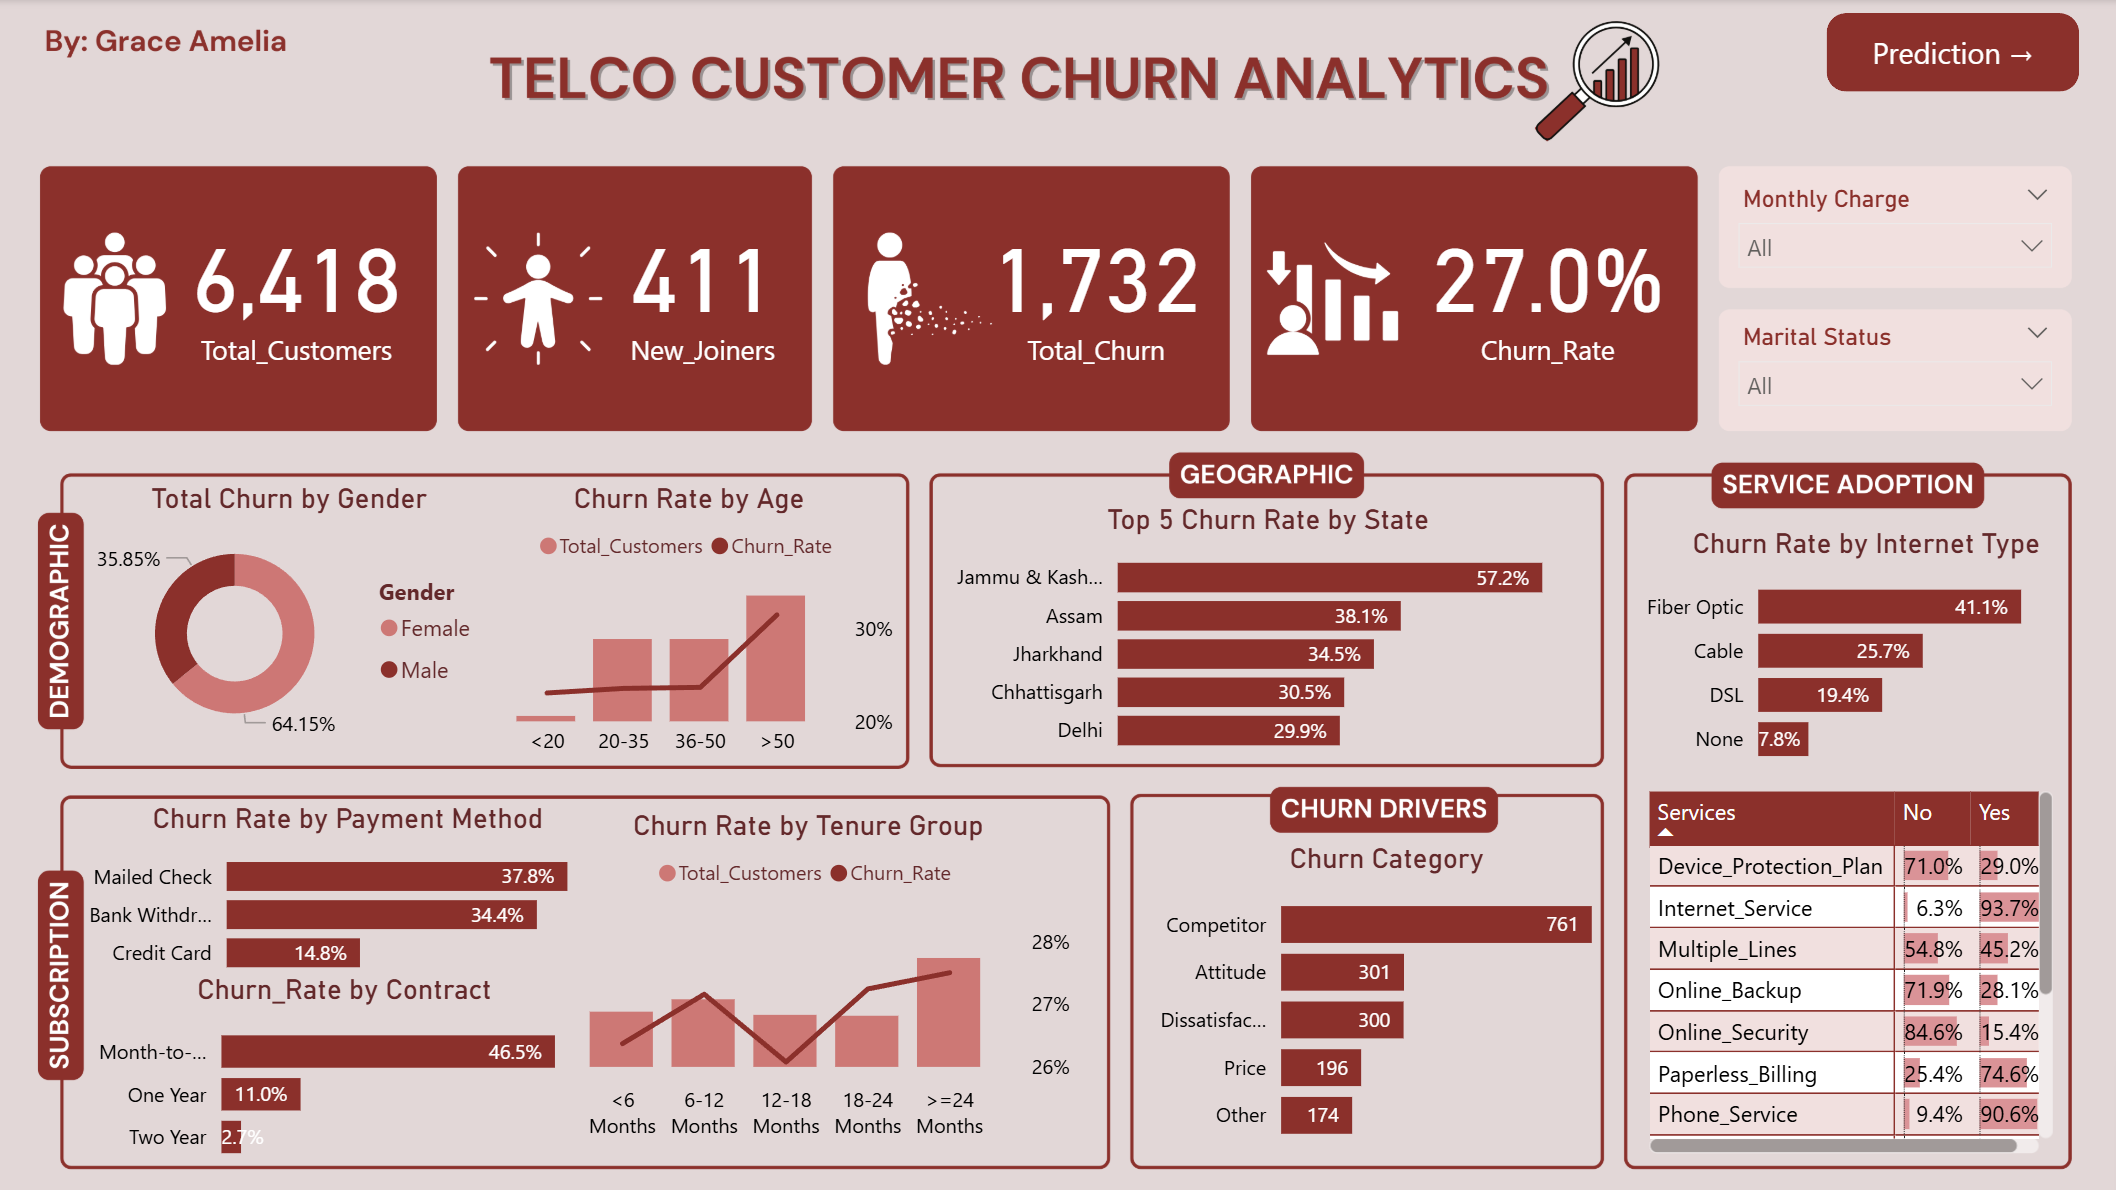 By: Grace Amelia
TELCO CUSTOMER CHURN ANALYTICS
Prediction →
6,418
Total_Customers
411
New_Joiners
1,732
Total_Churn
27.0%
Churn_Rate
Monthly Charge
All
Marital Status
All
DEMOGRAPHIC
Total Churn by Gender
35.85%
64.15%
Gender
Female
Male
Churn Rate by Age
Total_Customers Churn_Rate
30%
20%
<20 20-35 36-50 >50
GEOGRAPHIC
Top 5 Churn Rate by State
Jammu & Kash... 57.2%
Assam 38.1%
Jharkhand 34.5%
Chhattisgarh 30.5%
Delhi 29.9%
SERVICE ADOPTION
Churn Rate by Internet Type
Fiber Optic 41.1%
Cable 25.7%
DSL 19.4%
None 7.8%
Services No Yes
Device_Protection_Plan 71.0% 29.0%
Internet_Service 6.3% 93.7%
Multiple_Lines 54.8% 45.2%
Online_Backup 71.9% 28.1%
Online_Security 84.6% 15.4%
Paperless_Billing 25.4% 74.6%
Phone_Service 9.4% 90.6%
SUBSCRIPTION
Churn Rate by Payment Method
Mailed Check 37.8%
Bank Withdr... 34.4%
Credit Card 14.8%
Churn_Rate by Contract
Month-to-... 46.5%
One Year 11.0%
Two Year 2.7%
Churn Rate by Tenure Group
Total_Customers Churn_Rate
28%
27%
26%
<6 6-12 12-18 18-24 >=24
Months Months Months Months Months
CHURN DRIVERS
Churn Category
Competitor 761
Attitude 301
Dissatisfac... 300
Price 196
Other 174